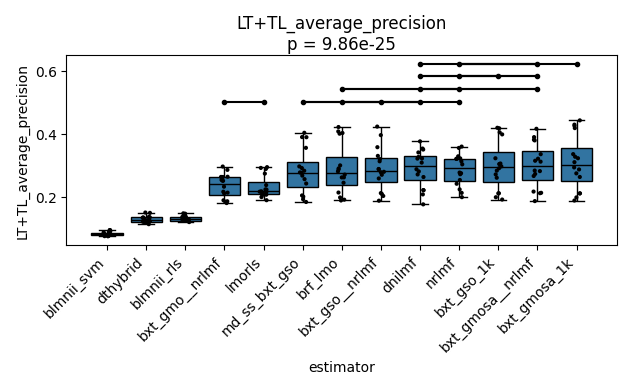 LT+TL_average_precision
p = 9.86e-25
LT+TL_average_precision
0.6
0.4
0.2
blmnii_svm
dthybrid
blmnii_rls
bxt_gmo__nrlmf
lmorls
md_ss_bxt_gso
brf_lmo
bxt_gso__nrlmf
dnilmf
nrlmf
bxt_gso_1k
bxt_gmosa__nrlmf
bxt_gmosa_1k
estimator